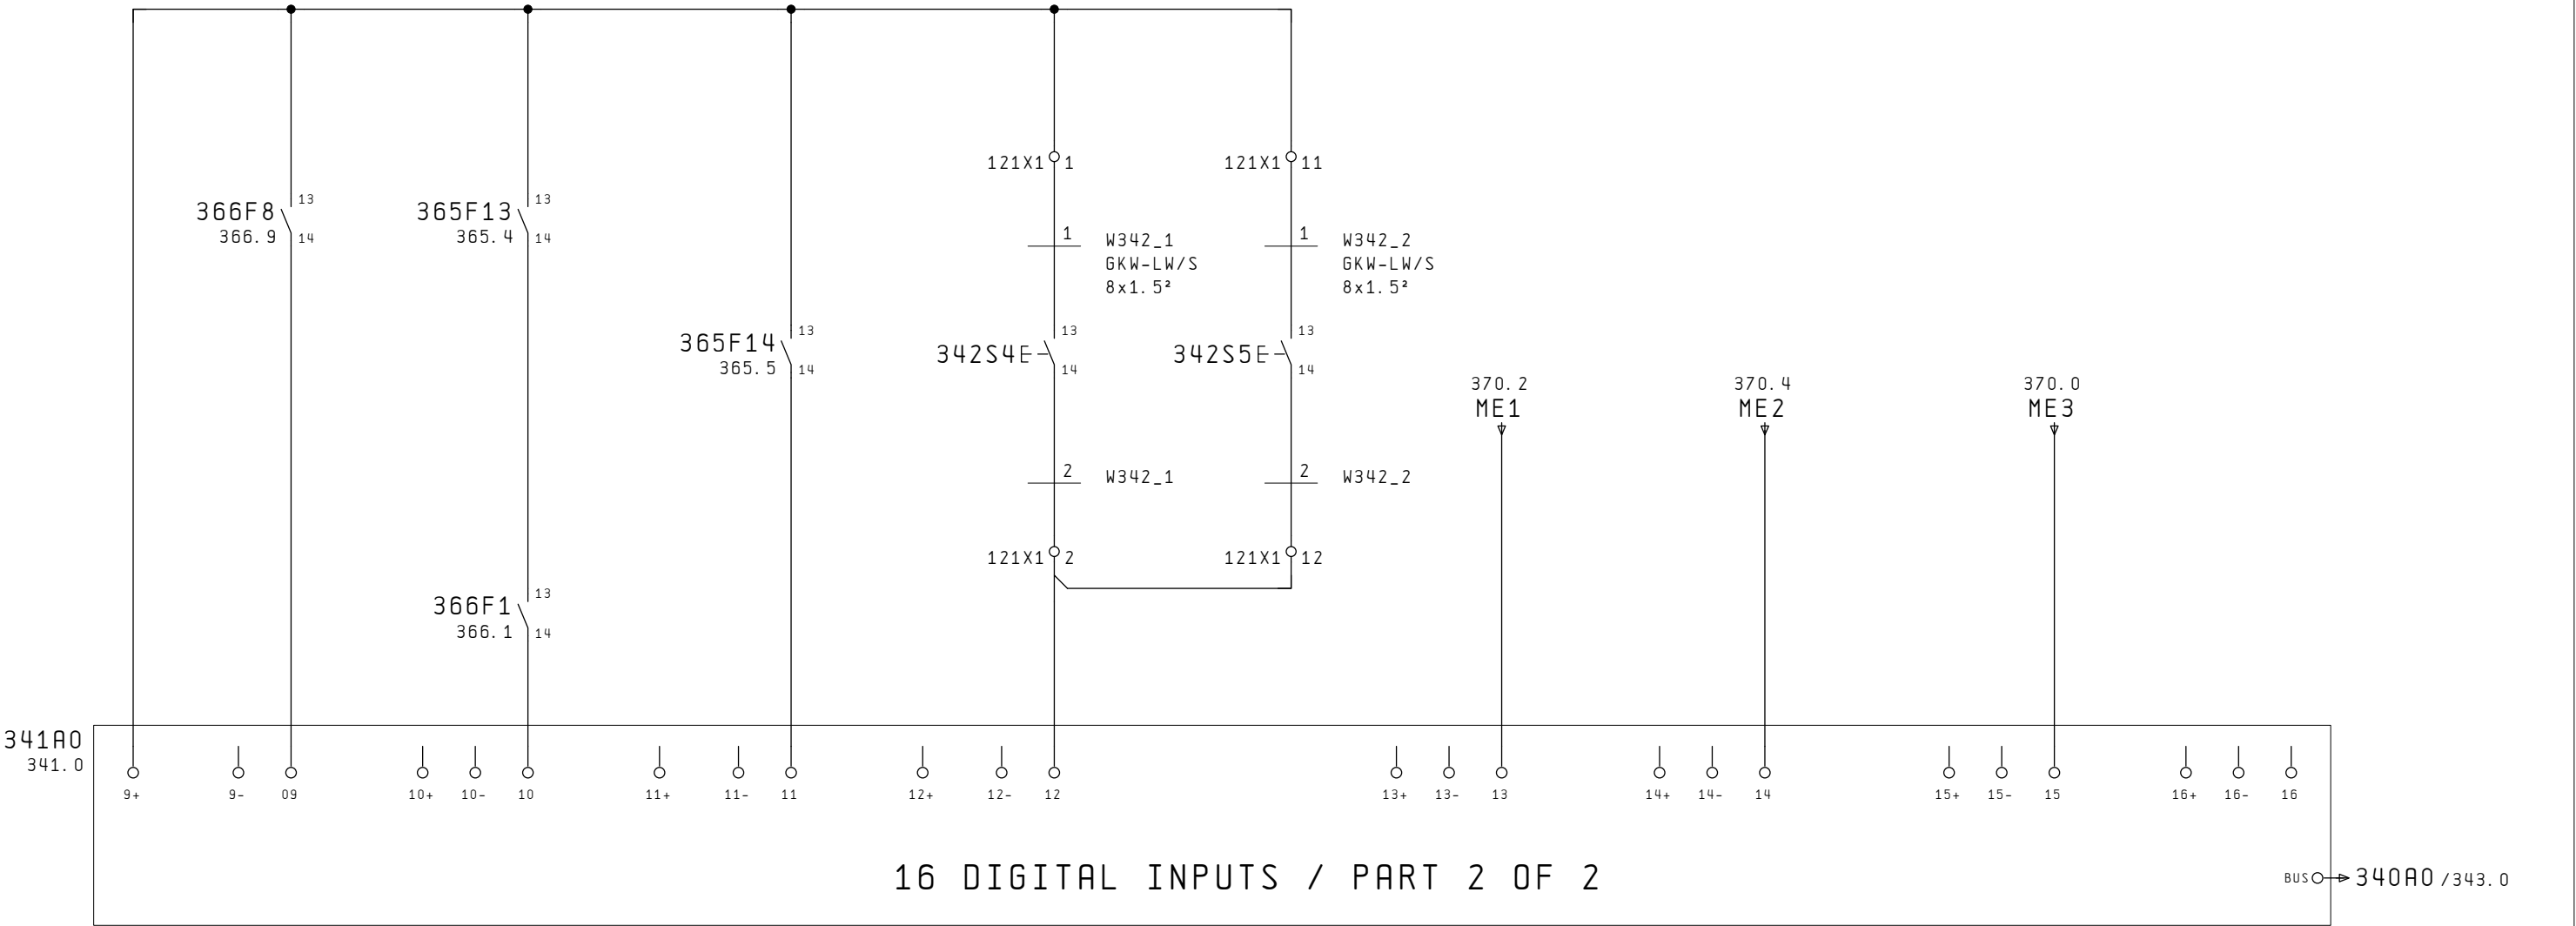 121X1 1
121X1 11
366F8 13
366.9 14
365F13 13
365.4 14
1 W342_1
GKW-LW/S
8x1.5²
1 W342_2
GKW-LW/S
8x1.5²
365F14 13
365.5 14
342S4 13
14
342S5 13
14
370.2
ME1
370.4
ME2
370.0
ME3
2 W342_1
2 W342_2
121X1 2
121X1 12
366F1 13
366.1 14
341A0
341.0
9+ 9- 09 10+ 10- 10 11+ 11- 11 12+ 12- 12 13+ 13- 13 14+ 14- 14 15+ 15- 15 16+ 16- 16
16 DIGITAL INPUTS / PART 2 OF 2
BUS 340A0 /343.0